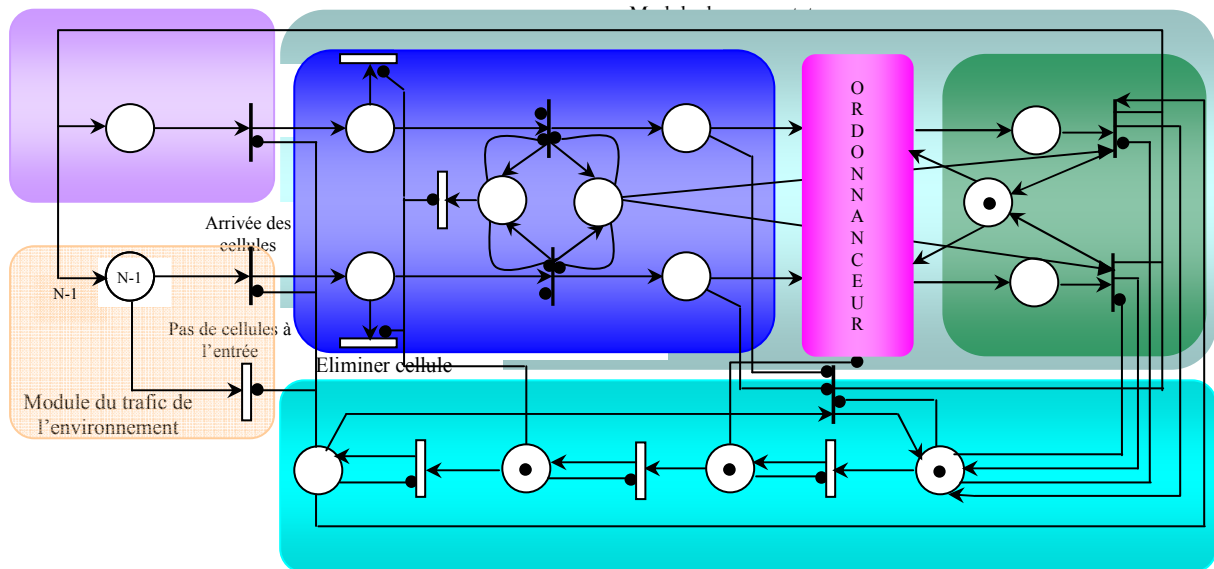 Arrivée des
cellules
N-1
N-1
Pas de cellules à
l'entrée
Module du trafic de
l'environnement
Eliminer cellule
O
R
D
O
N
N
A
N
C
E
U
R